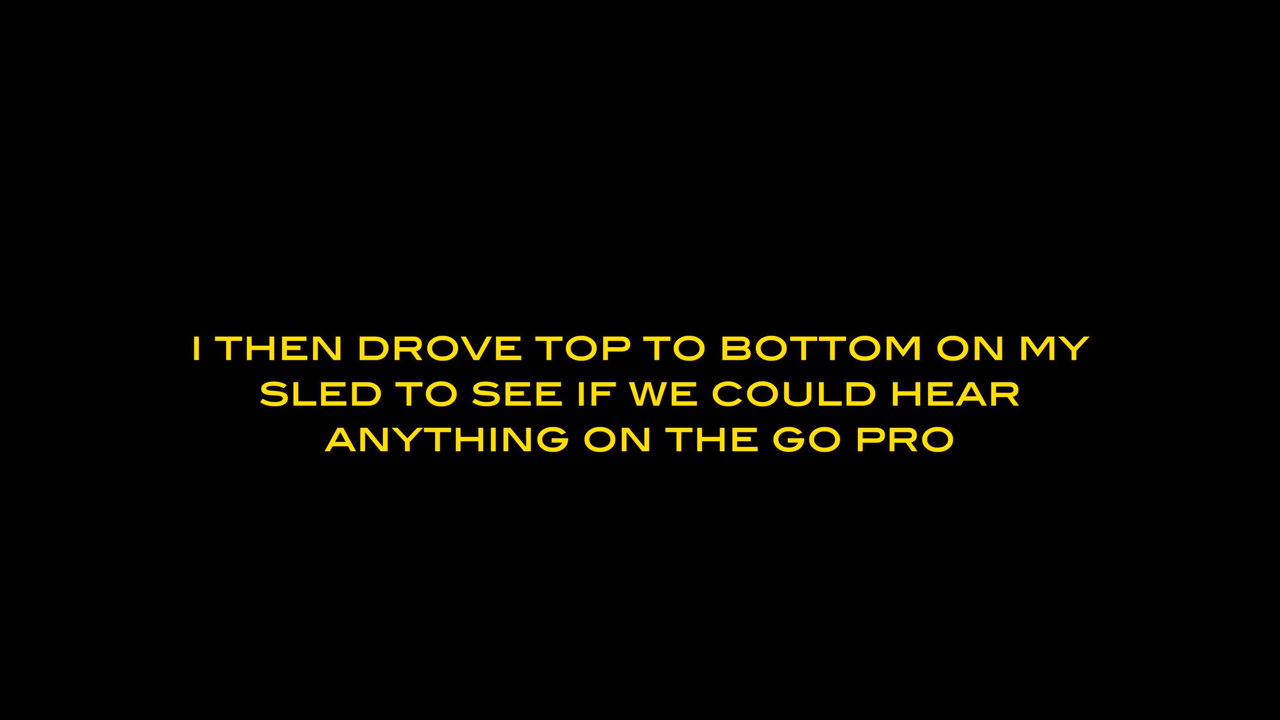 I THEN DROVE TOP TO BOTTOM ON MY
SLED TO SEE IF WE COULD HEAR
ANYTHING ON THE GO PRO